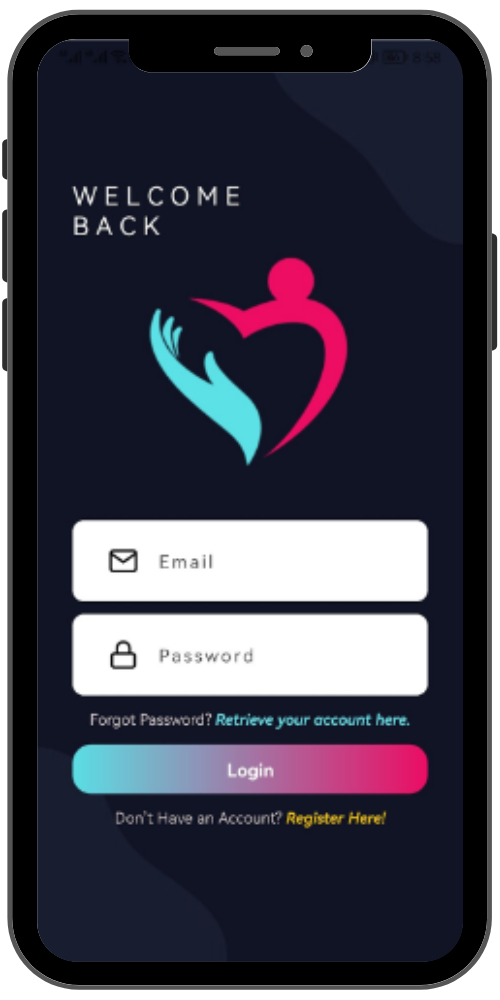 8:58
WELCOME
BACK
Email
Password
Forgot Password? Retrieve your account here.
Login
Don't Have an Account? Register Here!